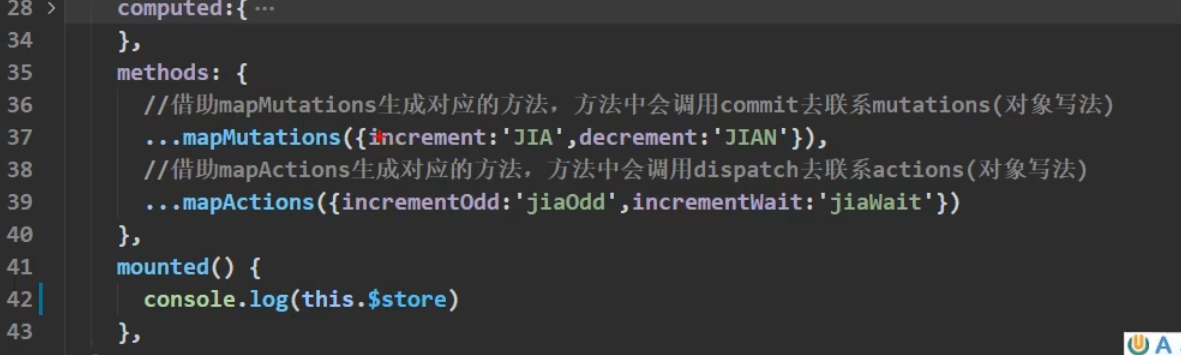 28 > computed:{ ⋯
34 },
35 methods: {
36 //借助mapMutations生成对应的方法，方法中会调用commit去联系mutations(对象写法)
37 ...mapMutations({increment:'JIA',decrement:'JIAN'}),
38 //借助mapActions生成对应的方法，方法中会调用dispatch去联系actions(对象写法)
39 ...mapActions({incrementOdd:'jiaOdd',incrementWait:'jiaWait'})
40 },
41 mounted() {
42 console.log(this.$store)
43 },
A